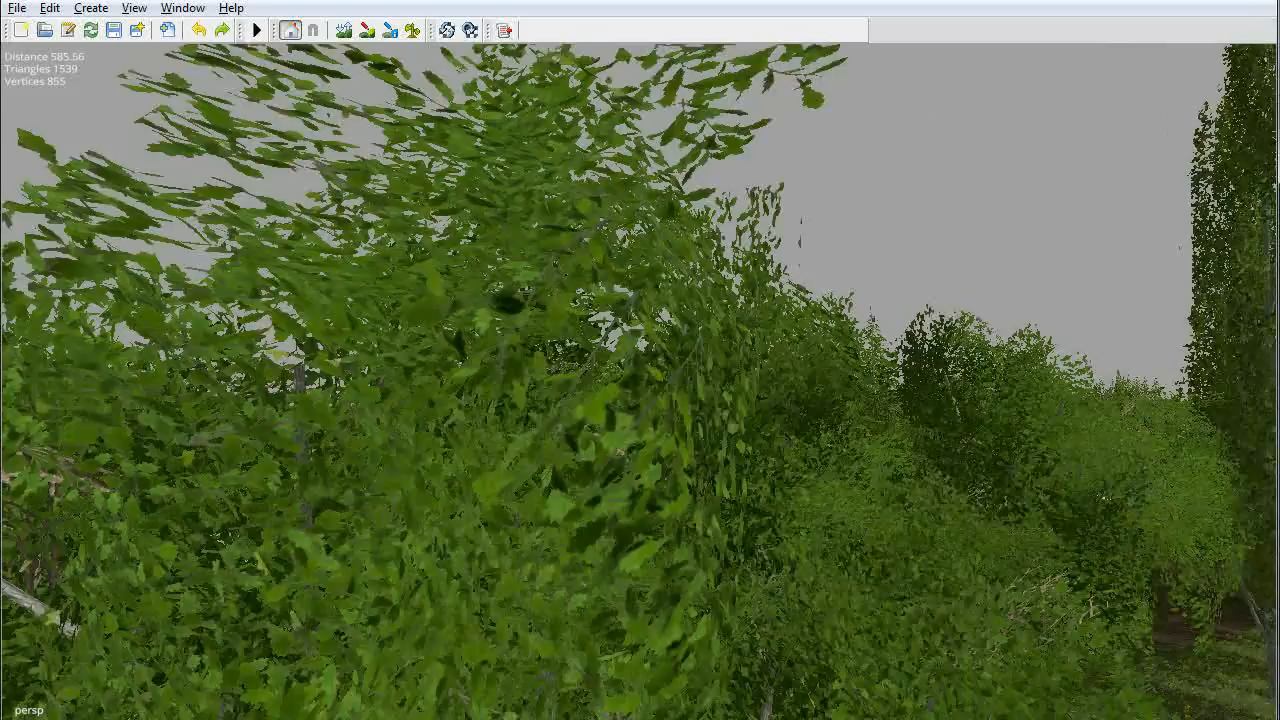 File Edit View Create Window Help
Distance 585.56
Triangles 1539
Vertices 855
persp